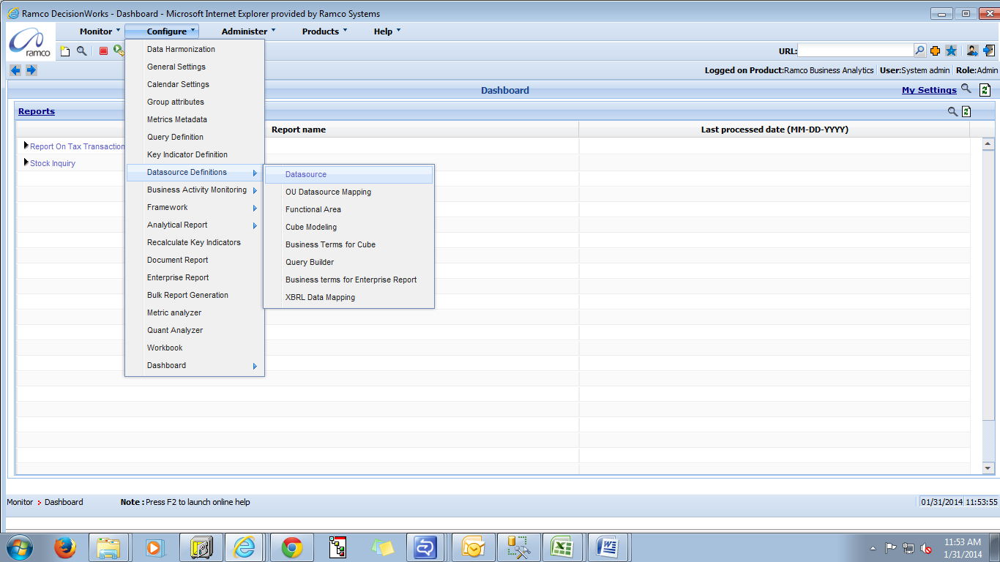 Ramco DecisionWorks - Dashboard - Microsoft Internet Explorer provided by Ramco Systems
ramco
Monitor Configure Administer Products Help
URL:
Logged on Product:Ramco Business Analytics User:System admin Role:Admin
Dashboard
My Settings
Reports
Report name Last processed date (MM-DD-YYYY)
Report On Tax Transaction
Stock Inquiry
Data Harmonization
General Settings
Calendar Settings
Group attributes
Metrics Metadata
Query Definition
Key Indicator Definition
Datasource Definitions
Business Activity Monitoring
Framework
Analytical Report
Recalculate Key Indicators
Document Report
Enterprise Report
Bulk Report Generation
Metric analyzer
Quant Analyzer
Workbook
Dashboard
Datasource
OU Datasource Mapping
Functional Area
Cube Modeling
Business Terms for Cube
Query Builder
Business terms for Enterprise Report
XBRL Data Mapping
Monitor > Dashboard Note : Press F2 to launch online help 01/31/2014 11:53:55
11:53 AM
1/31/2014